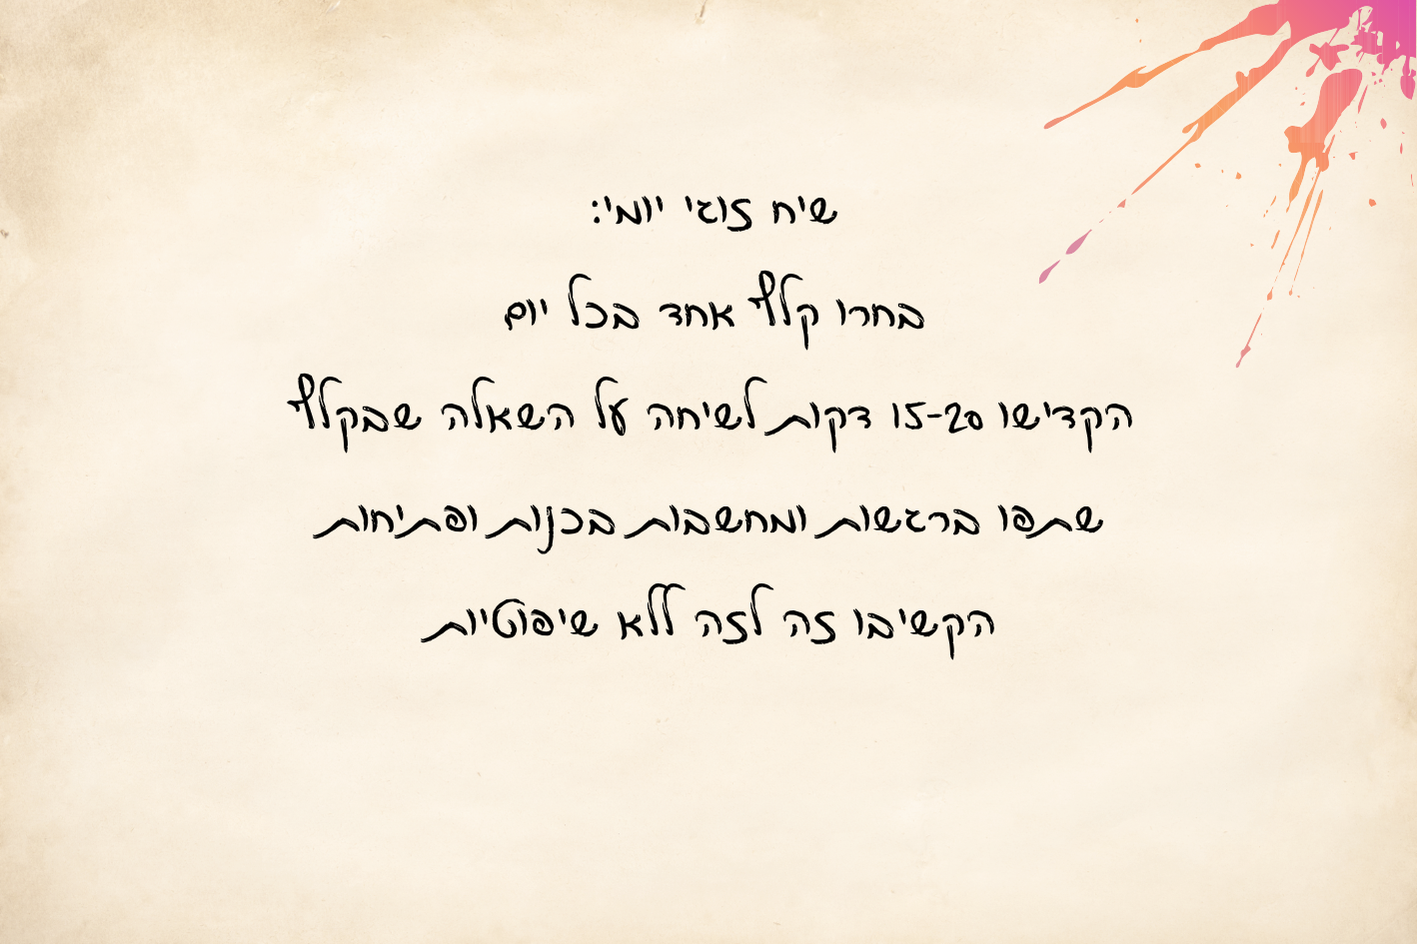 שיח זוגי יומי:
בחרו קלף אחד בכל יום
הקדישו 15-20 דקות לשיחה על השאלה שבקלף
שתפו ברגשות ומחשבות בכנות ופתיחות
הקשיבו זה לזה ללא שיפוטיות